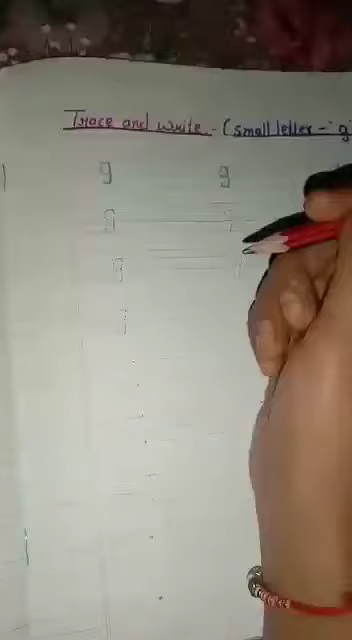 Trace and write - (small letter - "g"
g g
g g
g